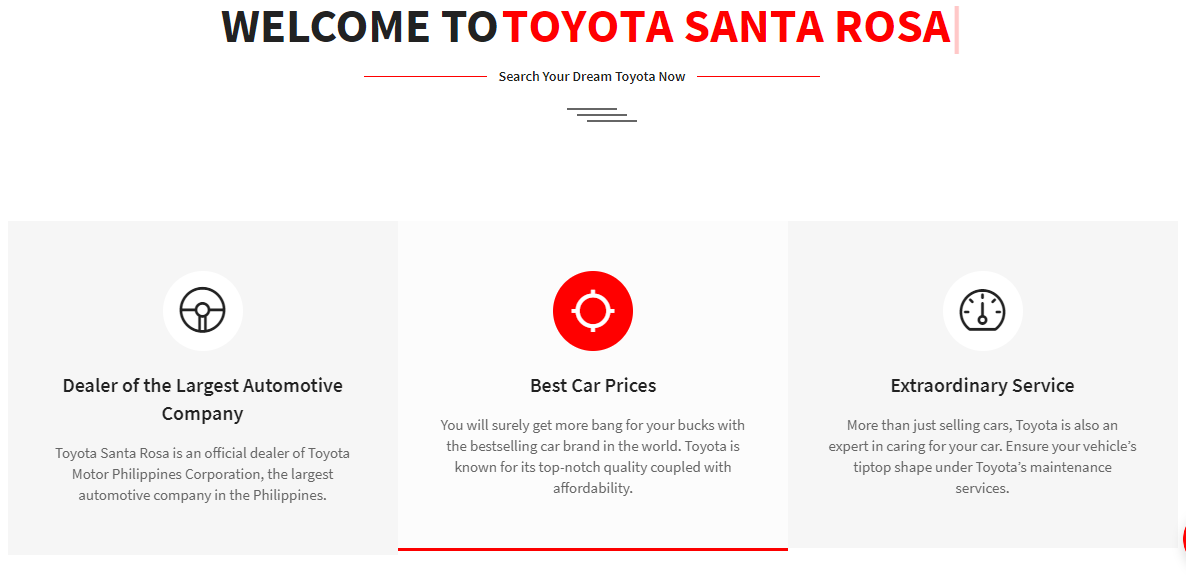 WELCOME TO TOYOTA SANTA ROSA
Search Your Dream Toyota Now
Dealer of the Largest Automotive
Company
Toyota Santa Rosa is an official dealer of Toyota
Motor Philippines Corporation, the largest
automotive company in the Philippines.
Best Car Prices
You will surely get more bang for your bucks with
the bestselling car brand in the world. Toyota is
known for its top-notch quality coupled with
affordability.
Extraordinary Service
More than just selling cars, Toyota is also an
expert in caring for your car. Ensure your vehicle’s
tiptop shape under Toyota’s maintenance
services.